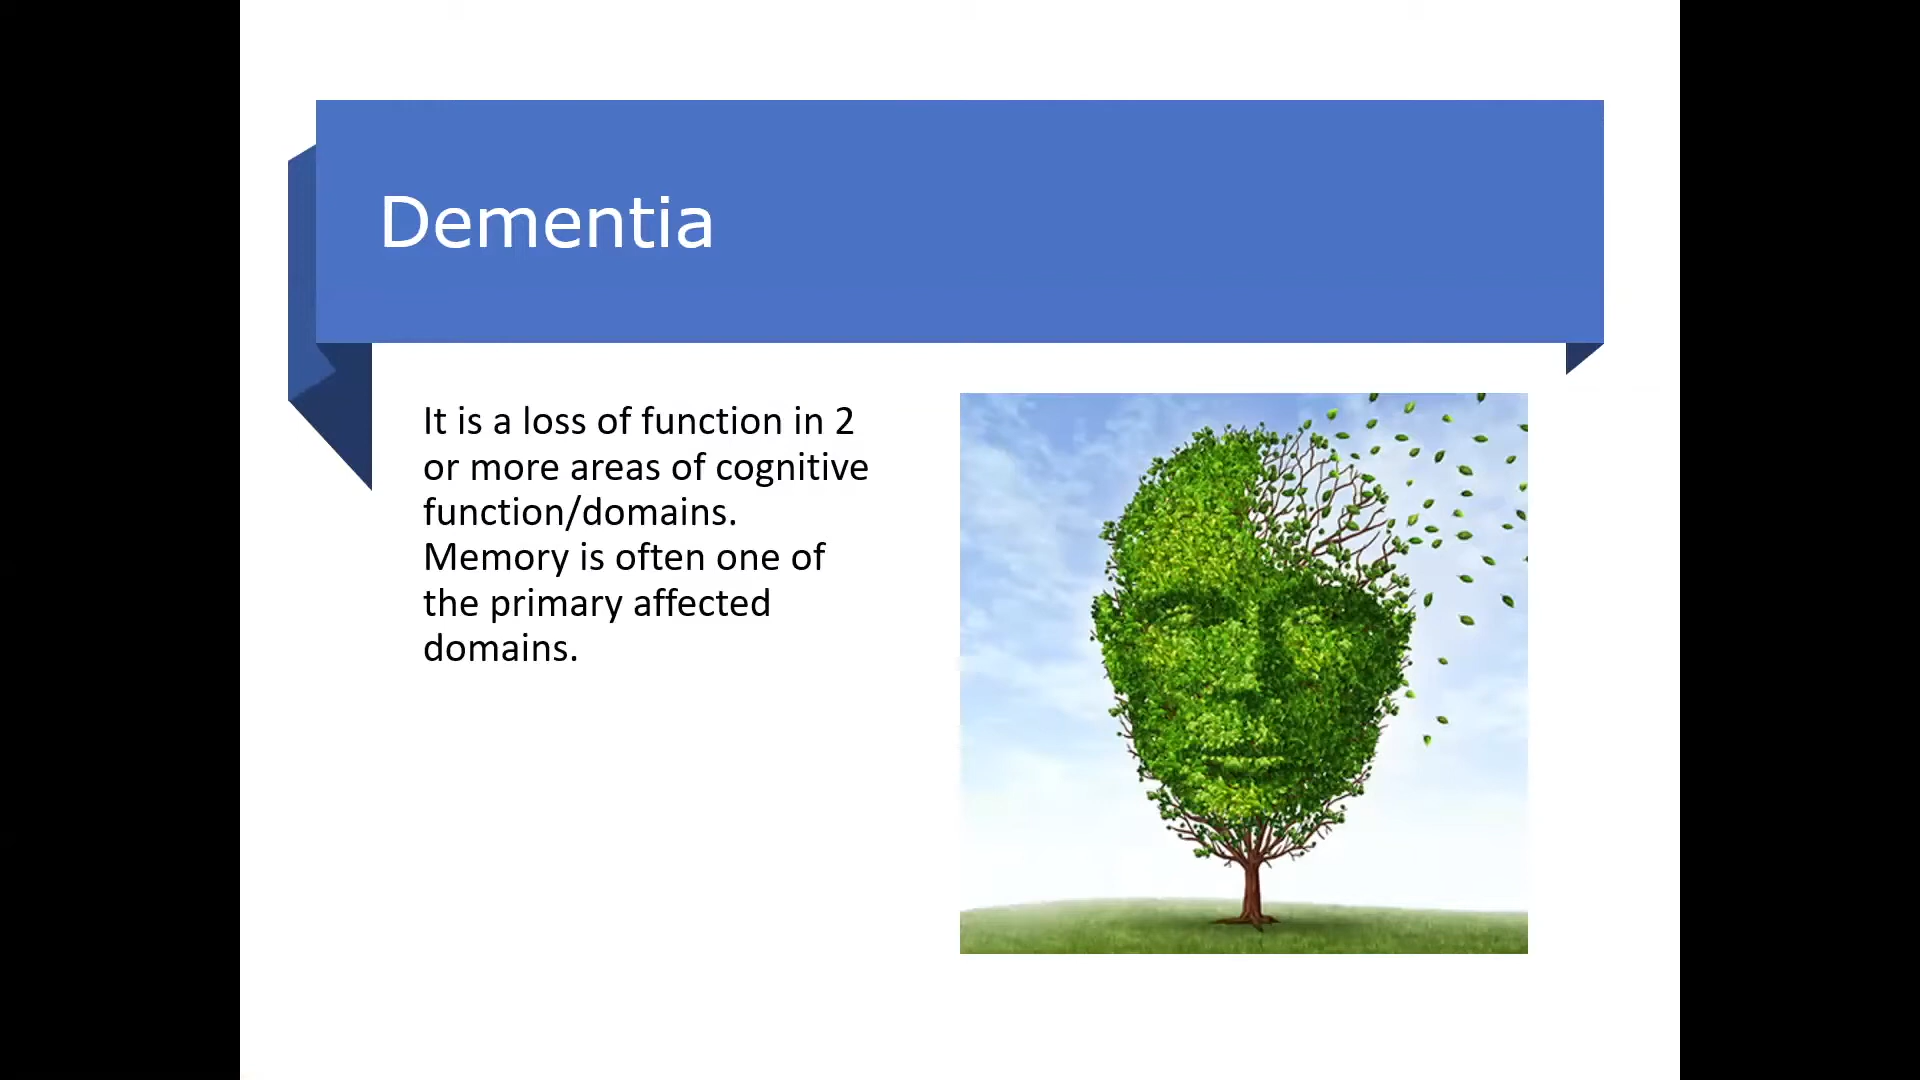 Dementia
It is a loss of function in 2
or more areas of cognitive
function/domains.
Memory is often one of
the primary affected
domains.